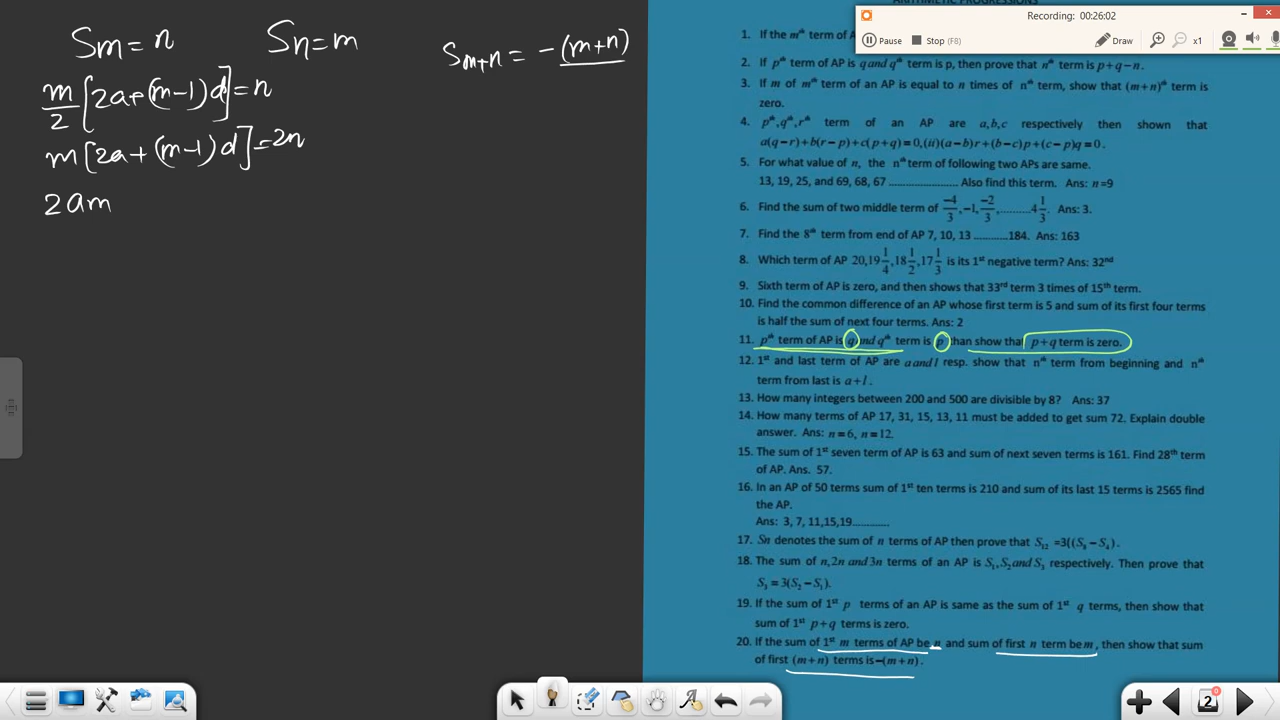 Sm = n
Sn = m
Sm+n = -(m+n)
m/2 [2a+(m-1)d] = n
m[2a+(m-1)d] = 2n
2am
Recording: 00:26:02
Pause
Stop (F8)
Draw
x1
1. If the mᵗʰ term of A
2. If pᵗʰ term of AP is q and qᵗʰ term is p, then prove that nᵗʰ term is p+q−n.
3. If m of mᵗʰ term of an AP is equal to n times of nᵗʰ term, show that (m+n)ᵗʰ term is
zero.
4. pᵗʰ,qᵗʰ,rᵗʰ term of an AP are a,b,c respectively then shown that
a(q−r)+b(r−p)+c(p+q)=0,(ii)(a−b)r+(b−c)p+(c−p)q=0.
5. For what value of n, the nᵗʰ term of following two APs are same.
13, 19, 25, and 69, 68, 67 ........................ Also find this term. Ans: n=9
6. Find the sum of two middle term of -4/3,-1,-2/3,..........4 1/3. Ans: 3.
7. Find the 8ᵗʰ term from end of AP 7, 10, 13 ............184. Ans: 163
8. Which term of AP 20,19 1/4,18 1/2,17 1/3 is its 1ˢᵗ negative term? Ans: 32ⁿᵈ
9. Sixth term of AP is zero, and then shows that 33ʳᵈ term 3 times of 15ᵗʰ term.
10. Find the common difference of an AP whose first term is 5 and sum of its first four terms
is half the sum of next four terms. Ans: 2
11. pᵗʰ term of AP is q and qᵗʰ term is p than show that p+q term is zero.
12. 1ˢᵗ and last term of AP are a and l resp. show that nᵗʰ term from beginning and nᵗʰ
term from last is a+l.
13. How many integers between 200 and 500 are divisible by 8? Ans: 37
14. How many terms of AP 17, 31, 15, 13, 11 must be added to get sum 72. Explain double
answer. Ans: n=6, n=12.
15. The sum of 1ˢᵗ seven term of AP is 63 and sum of next seven terms is 161. Find 28ᵗʰ term
of AP. Ans. 57.
16. In an AP of 50 terms sum of 1ˢᵗ ten terms is 210 and sum of its last 15 terms is 2565 find
the AP.
Ans: 3, 7, 11,15,19............
17. Sn denotes the sum of n terms of AP then prove that S₁₂ =3((S₈−S₄).
18. The sum of n,2n and 3n terms of an AP is S₁,S₂ and S₃ respectively. Then prove that
S₃ = 3(S₂−S₁).
19. If the sum of 1ˢᵗ p terms of an AP is same as the sum of 1ˢᵗ q terms, then show that
sum of 1ˢᵗ p+q terms is zero.
20. If the sum of 1ˢᵗ m terms of AP be n and sum of first n term be m, then show that sum
of first (m+n) terms is −(m+n).
2
0